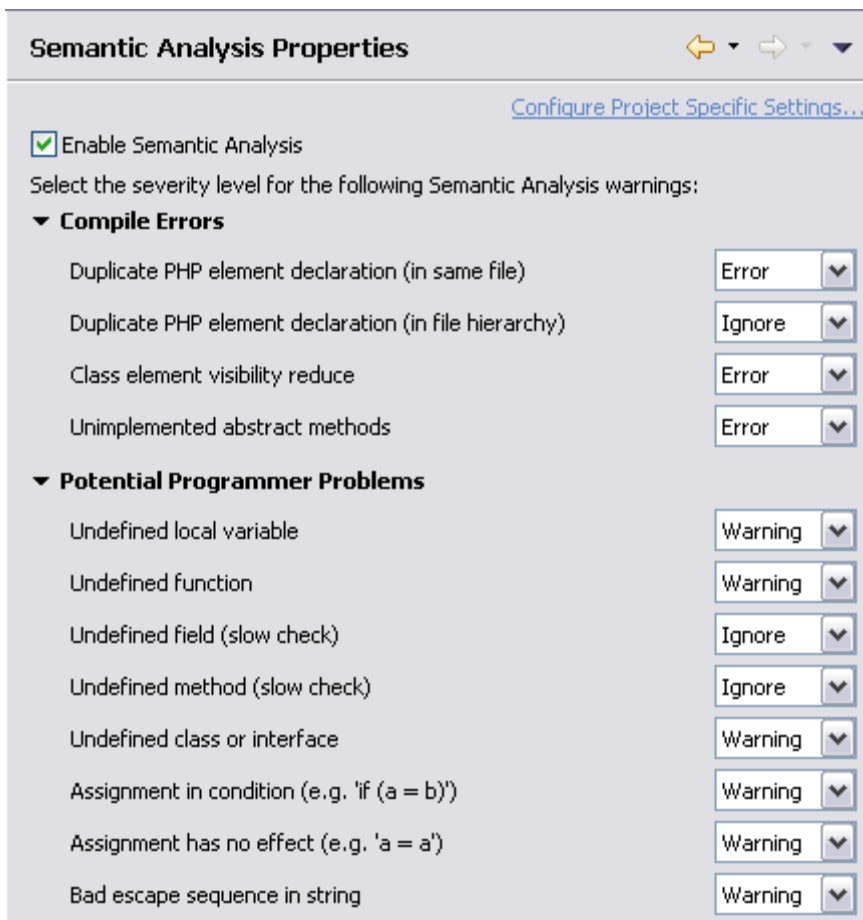 Semantic Analysis Properties
Configure Project Specific Settings...
Enable Semantic Analysis
Select the severity level for the following Semantic Analysis warnings:
Compile Errors
Duplicate PHP element declaration (in same file) Error
Duplicate PHP element declaration (in file hierarchy) Ignore
Class element visibility reduce Error
Unimplemented abstract methods Error
Potential Programmer Problems
Undefined local variable Warning
Undefined function Warning
Undefined field (slow check) Ignore
Undefined method (slow check) Ignore
Undefined class or interface Warning
Assignment in condition (e.g. 'if (a = b)') Warning
Assignment has no effect (e.g. 'a = a') Warning
Bad escape sequence in string Warning